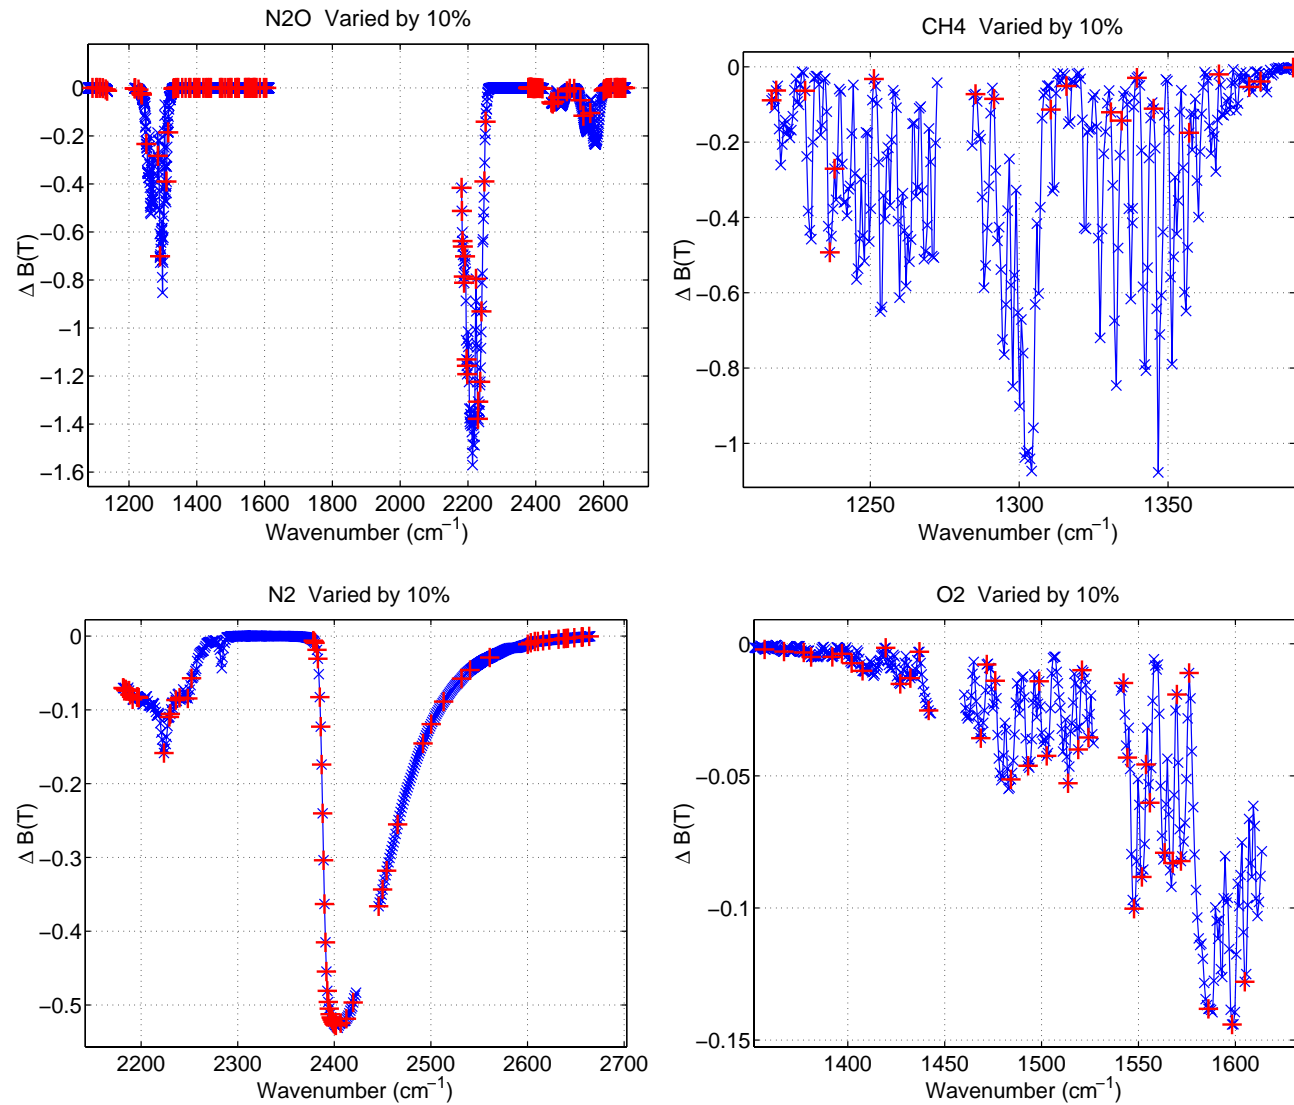 N2O Varied by 10%
0
−0.2
−0.4
−0.6
−0.8
−1
−1.2
−1.4
−1.6
Δ B(T)
1200 1400 1600 1800 2000 2200 2400 2600
Wavenumber (cm⁻¹)
CH4 Varied by 10%
0
−0.2
−0.4
−0.6
−0.8
−1
Δ B(T)
1250 1300 1350
Wavenumber (cm⁻¹)
N2 Varied by 10%
0
−0.1
−0.2
−0.3
−0.4
−0.5
Δ B(T)
2200 2300 2400 2500 2600 2700
Wavenumber (cm⁻¹)
O2 Varied by 10%
0
−0.05
−0.1
−0.15
Δ B(T)
1400 1450 1500 1550 1600
Wavenumber (cm⁻¹)